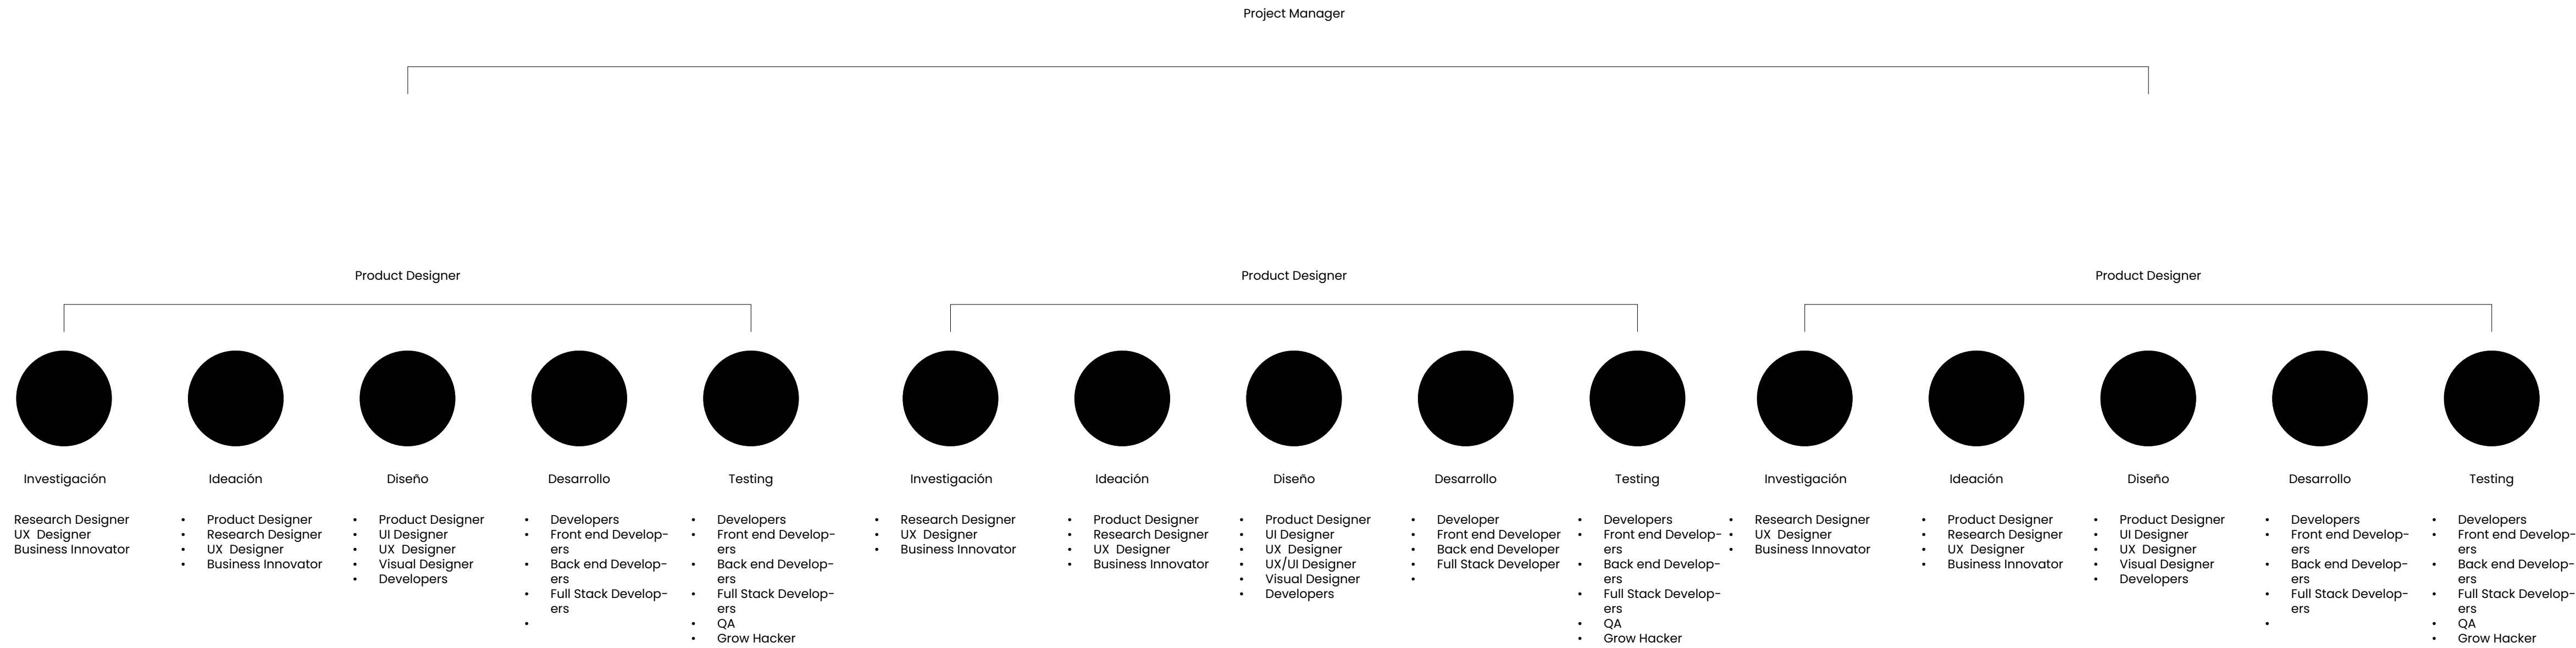 Project Manager
Product Designer
Product Designer
Product Designer
Investigación
Ideación
Diseño
Desarrollo
Testing
Investigación
Ideación
Diseño
Desarrollo
Testing
Investigación
Ideación
Diseño
Desarrollo
Testing
Research Designer
UX Designer
Business Innovator
• Product Designer
• Research Designer
• UX Designer
• Business Innovator
• Product Designer
• UI Designer
• UX Designer
• Visual Designer
• Developers
• Developers
• Front end Develop-
ers
• Back end Develop-
ers
• Full Stack Develop-
ers
•
• Developers
• Front end Develop-
ers
• Back end Develop-
ers
• Full Stack Develop-
ers
• QA
• Grow Hacker
• Research Designer
• UX Designer
• Business Innovator
• Product Designer
• Research Designer
• UX Designer
• Business Innovator
• Product Designer
• UI Designer
• UX Designer
• UX/UI Designer
• Visual Designer
• Developers
• Developer
• Front end Developer
• Back end Developer
• Full Stack Developer
•
• Developers
• Front end Develop-
ers
• Back end Develop-
ers
• Full Stack Develop-
ers
• QA
• Grow Hacker
• Research Designer
• UX Designer
• Business Innovator
• Product Designer
• Research Designer
• UX Designer
• Business Innovator
• Product Designer
• UI Designer
• UX Designer
• Visual Designer
• Developers
• Developers
• Front end Develop-
ers
• Back end Develop-
ers
• Full Stack Develop-
ers
•
• Developers
• Front end Develop-
ers
• Back end Develop-
ers
• Full Stack Develop-
ers
• QA
• Grow Hacker